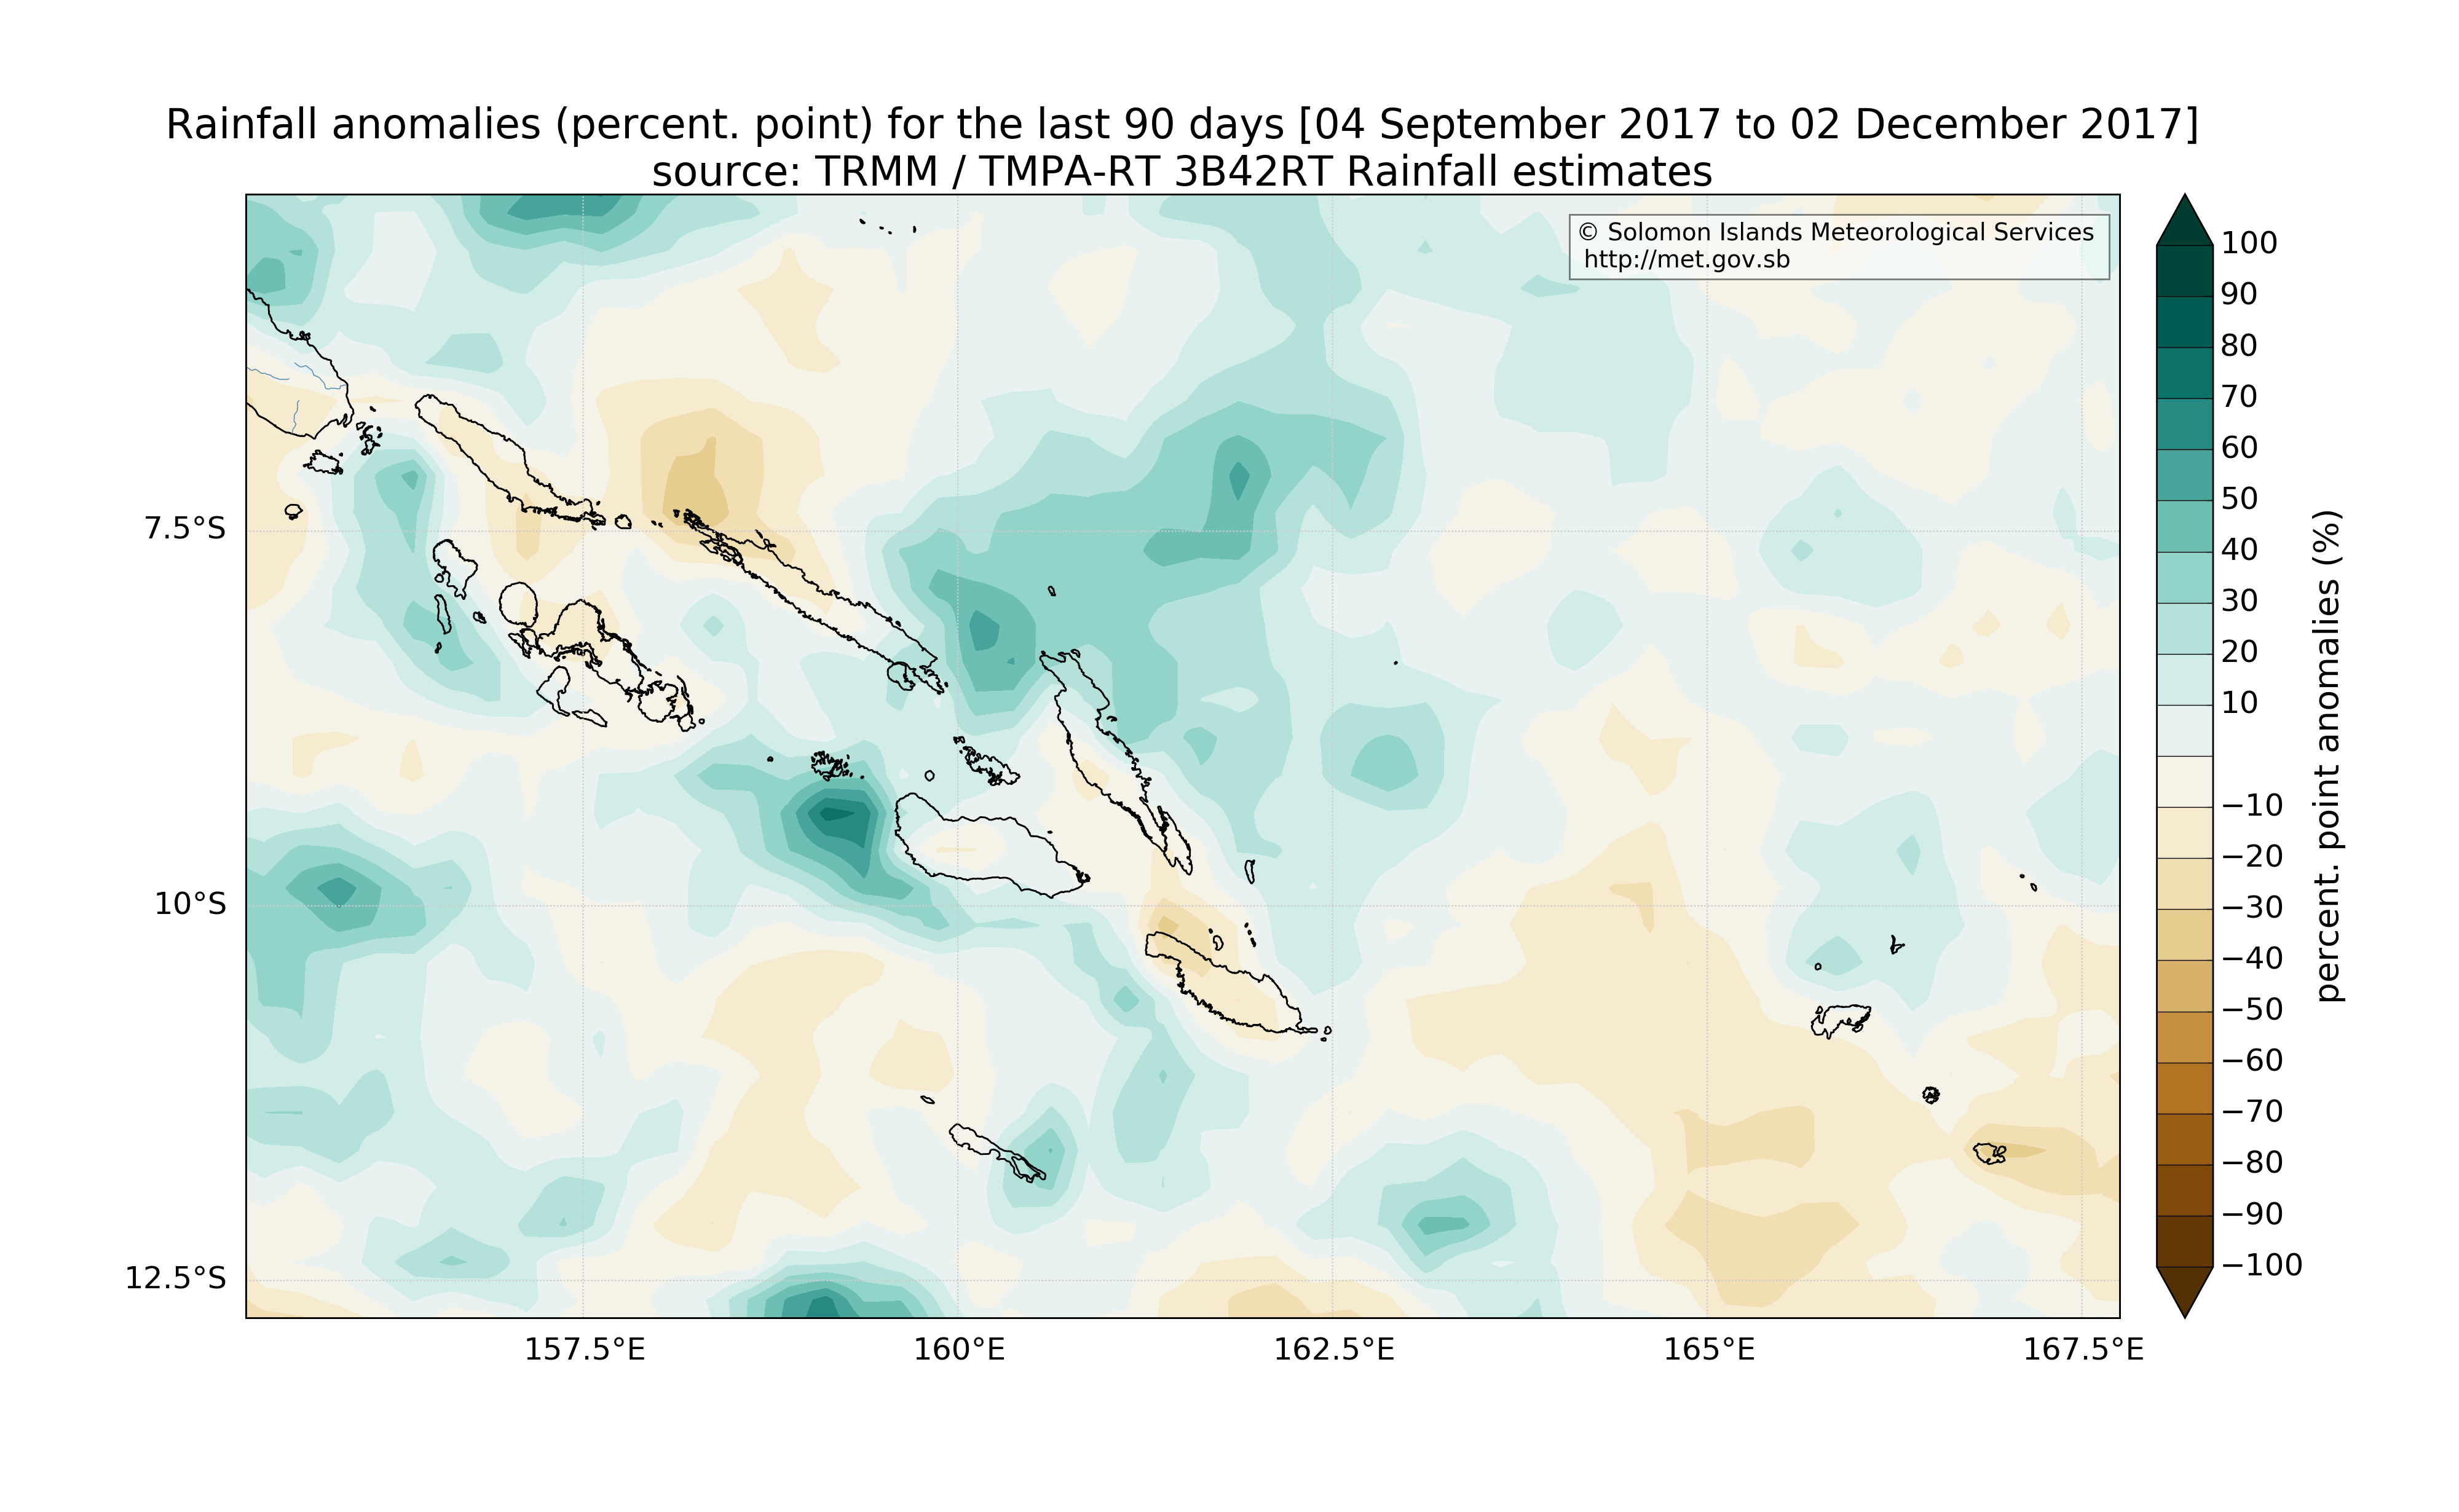 Rainfall anomalies (percent. point) for the last 90 days [04 September 2017 to 02 December 2017]
source: TRMM / TMPA-RT 3B42RT Rainfall estimates
© Solomon Islands Meteorological Services
http://met.gov.sb
7.5°S
10°S
12.5°S
157.5°E
160°E
162.5°E
165°E
167.5°E
100
90
80
70
60
50
40
30
20
10
−10
−20
−30
−40
−50
−60
−70
−80
−90
−100
percent. point anomalies (%)